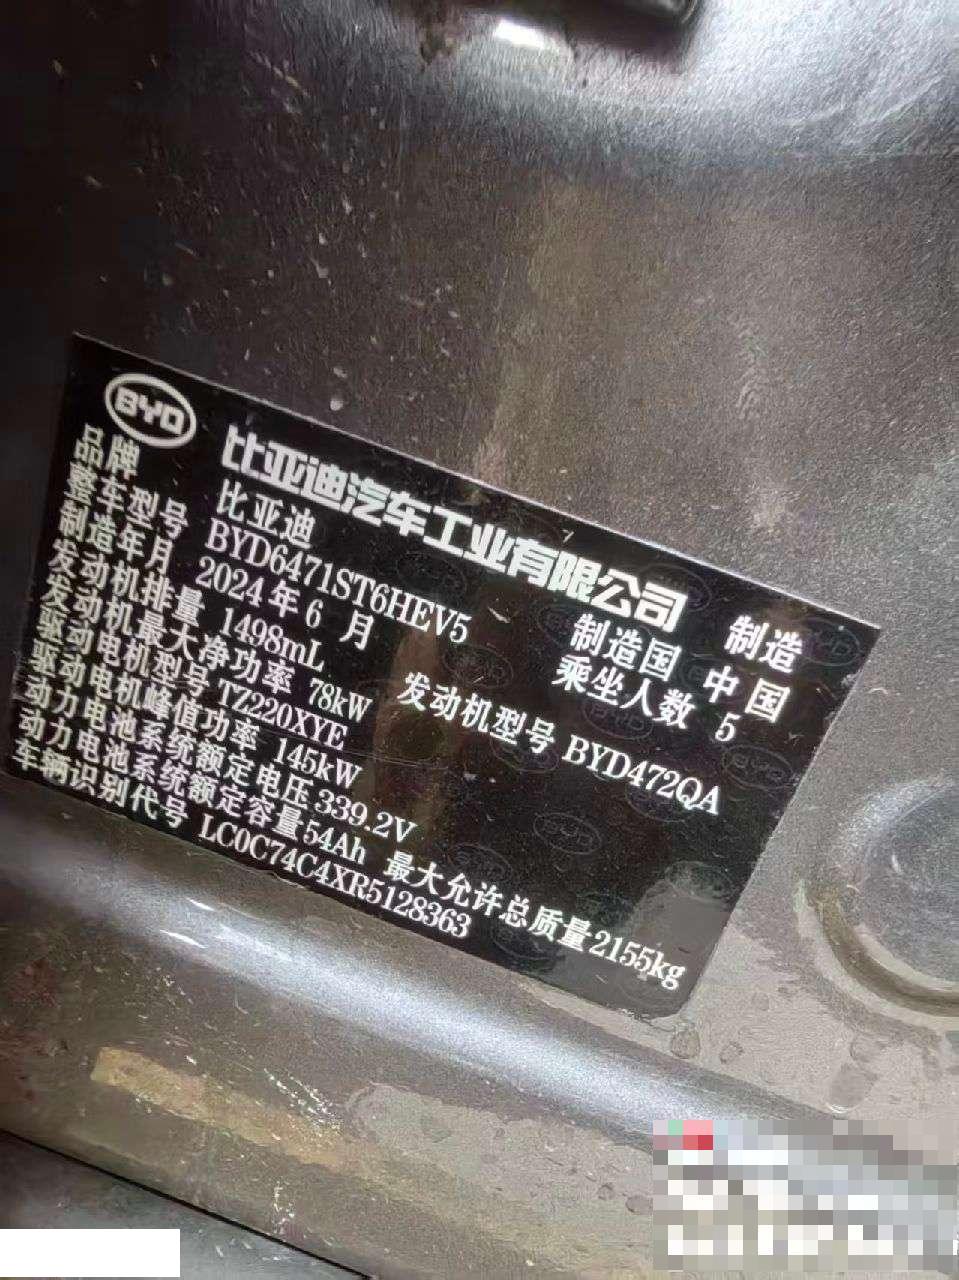 BYD 比亚迪汽车工业有限公司 制造
品牌 比亚迪 制造国 中国
整车型号 BYD6471ST6HEV5 乘坐人数 5
制造年月 2024年6月
发动机排量 1498mL 发动机型号 BYD472QA
发动机最大净功率 78kW
驱动电机型号 TZ220XYE
驱动电机峰值功率 145kW
动力电池系统额定电压 339.2V
动力电池系统额定容量 54Ah 最大允许总质量 2155kg
车辆识别代号 LC0C74C4XR5128363